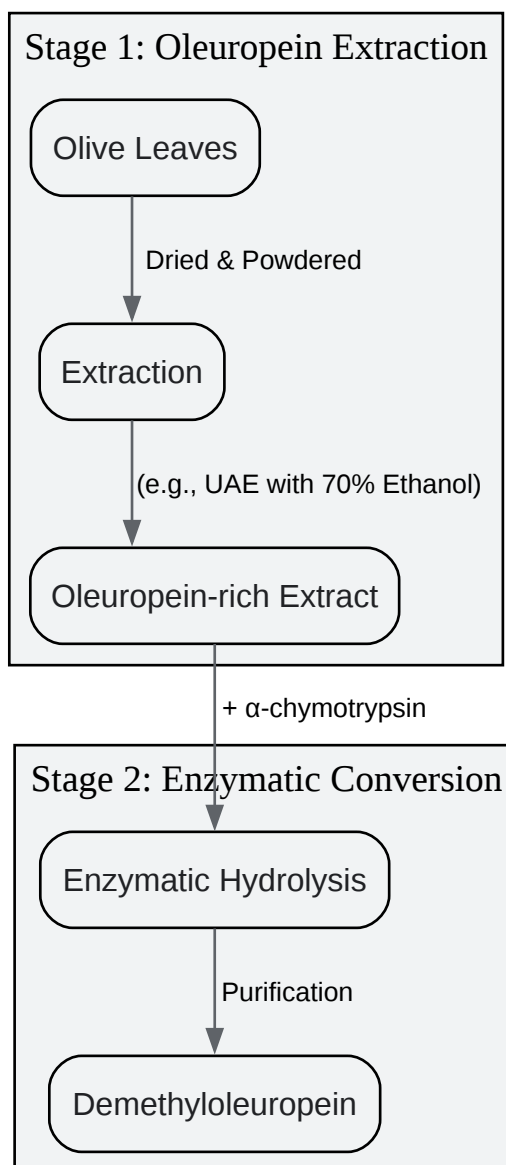 Stage 1: Oleuropein Extraction
Olive Leaves
Dried & Powdered
Extraction
(e.g., UAE with 70% Ethanol)
Oleuropein-rich Extract
+ α-chymotrypsin
Stage 2: Enzymatic Conversion
Enzymatic Hydrolysis
Purification
Demethyloleuropein